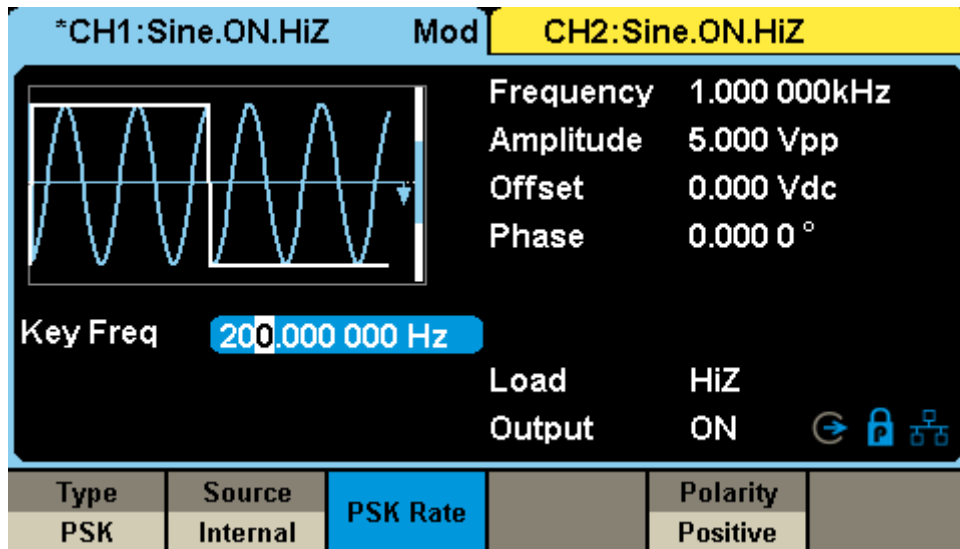 *CH1:Sine.ON.HiZ Mod CH2:Sine.ON.HiZ
Frequency 1.000 000kHz
Amplitude 5.000 Vpp
Offset 0.000 Vdc
Phase 0.000 0 °
Key Freq 200.000 000 Hz
Load HiZ
Output ON P
Type Source PSK Rate Polarity
PSK Internal Positive